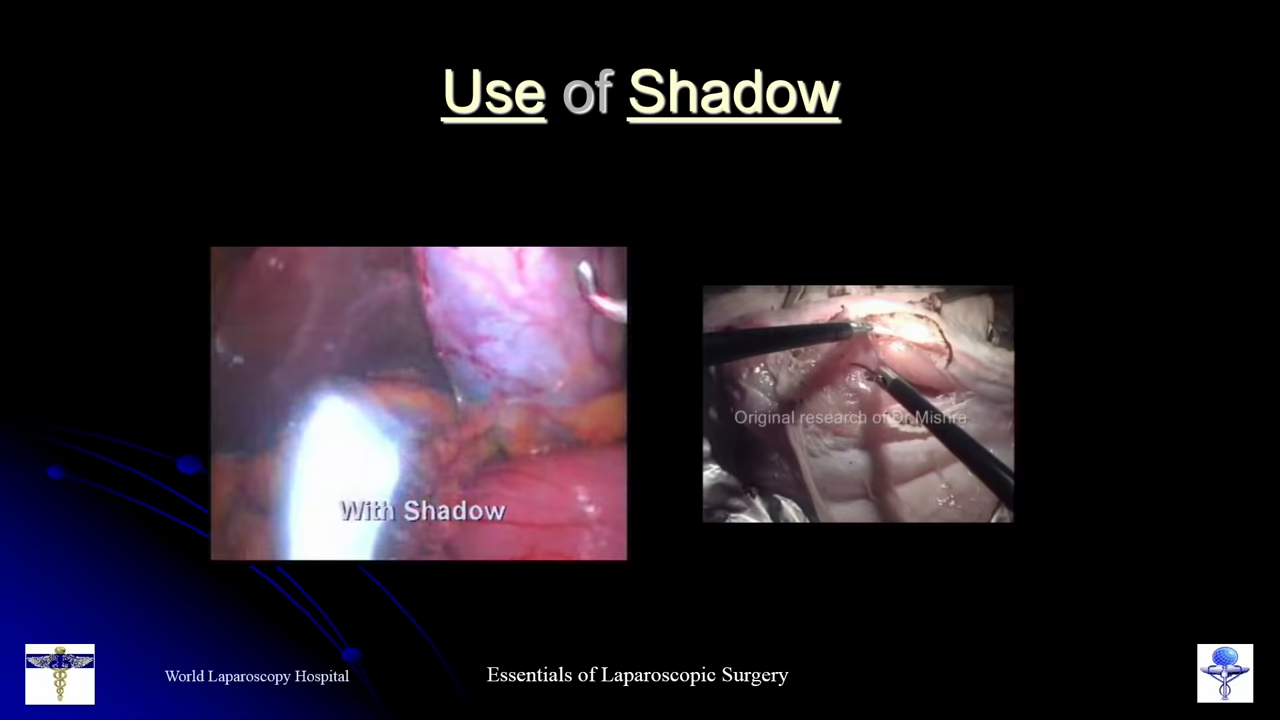 Use of Shadow
With Shadow
Original research of Dr.Mishra
World Laparoscopy Hospital
Essentials of Laparoscopic Surgery